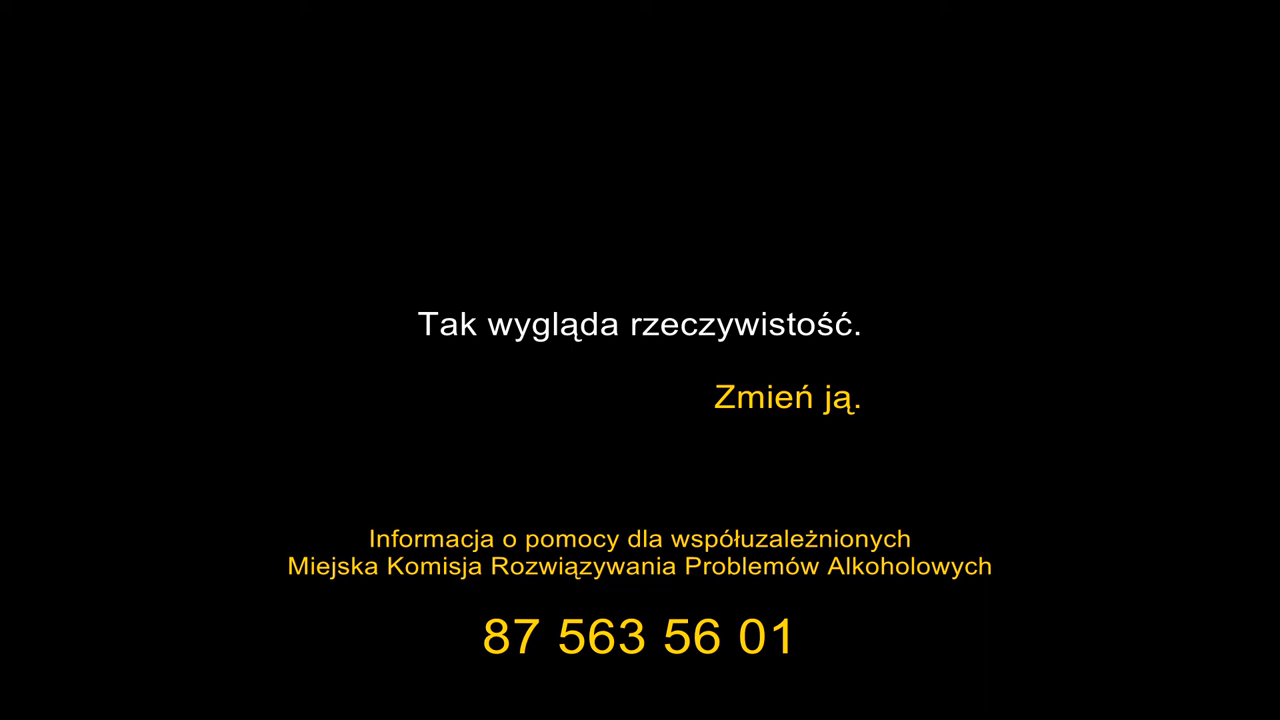 Tak wygląda rzeczywistość.
Zmień ją.
Informacja o pomocy dla współuzależnionych
Miejska Komisja Rozwiązywania Problemów Alkoholowych
87 563 56 01